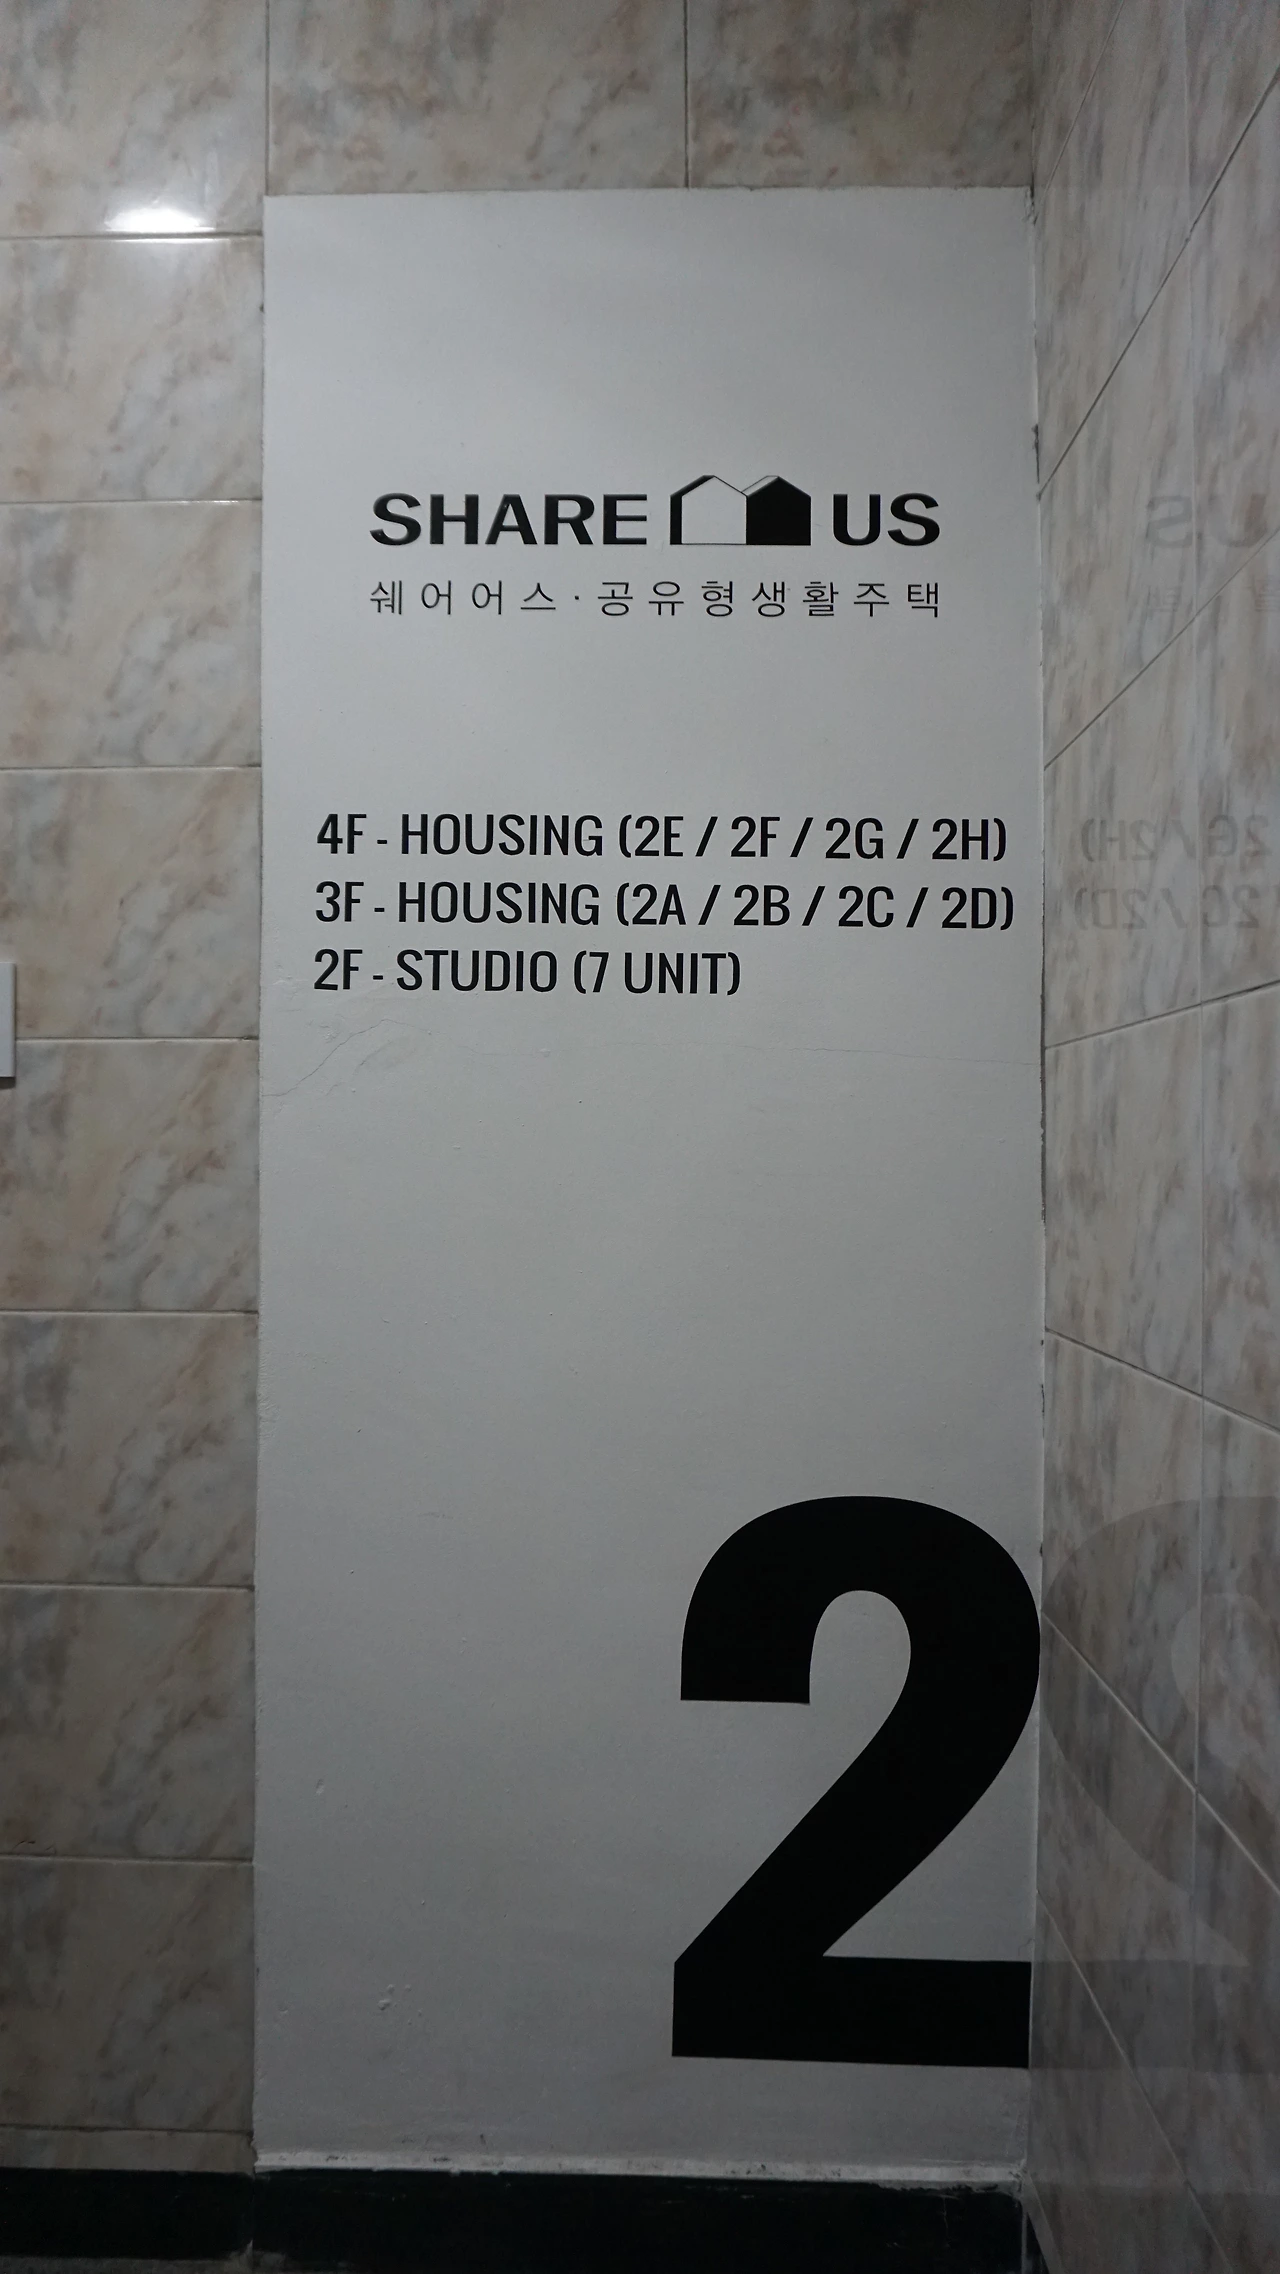 SHARE US
쉐어어스·공유형생활주택
4F - HOUSING (2E / 2F / 2G / 2H)
3F - HOUSING (2A / 2B / 2C / 2D)
2F - STUDIO (7 UNIT)
2